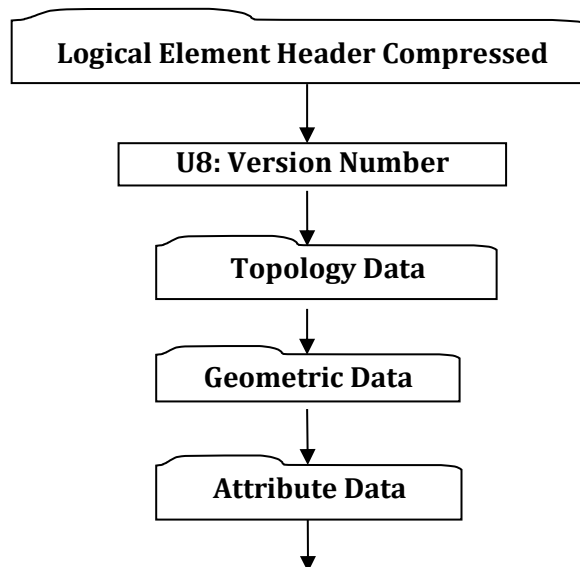 Logical Element Header Compressed
U8: Version Number
Topology Data
Geometric Data
Attribute Data